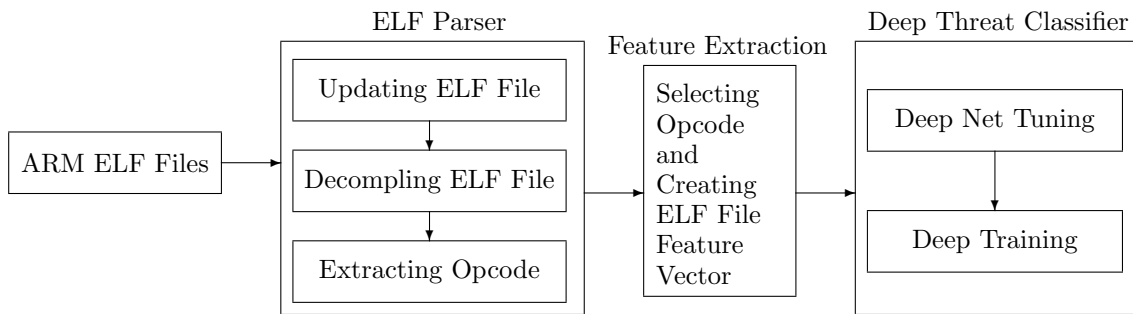 ARM ELF Files
ELF Parser
Updating ELF File
Decompling ELF File
Extracting Opcode
Feature Extraction
Selecting
Opcode
and
Creating
ELF File
Feature
Vector
Deep Threat Classifier
Deep Net Tuning
Deep Training